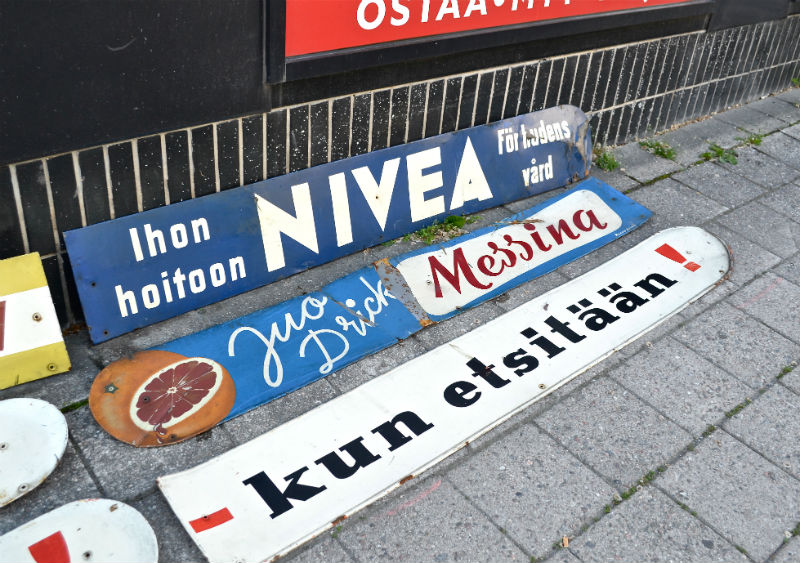 OSTAA•
Ihon
hoitoon
NIVEA
För hudens
vård
Juo
Drick
Messina
- kun etsitään!